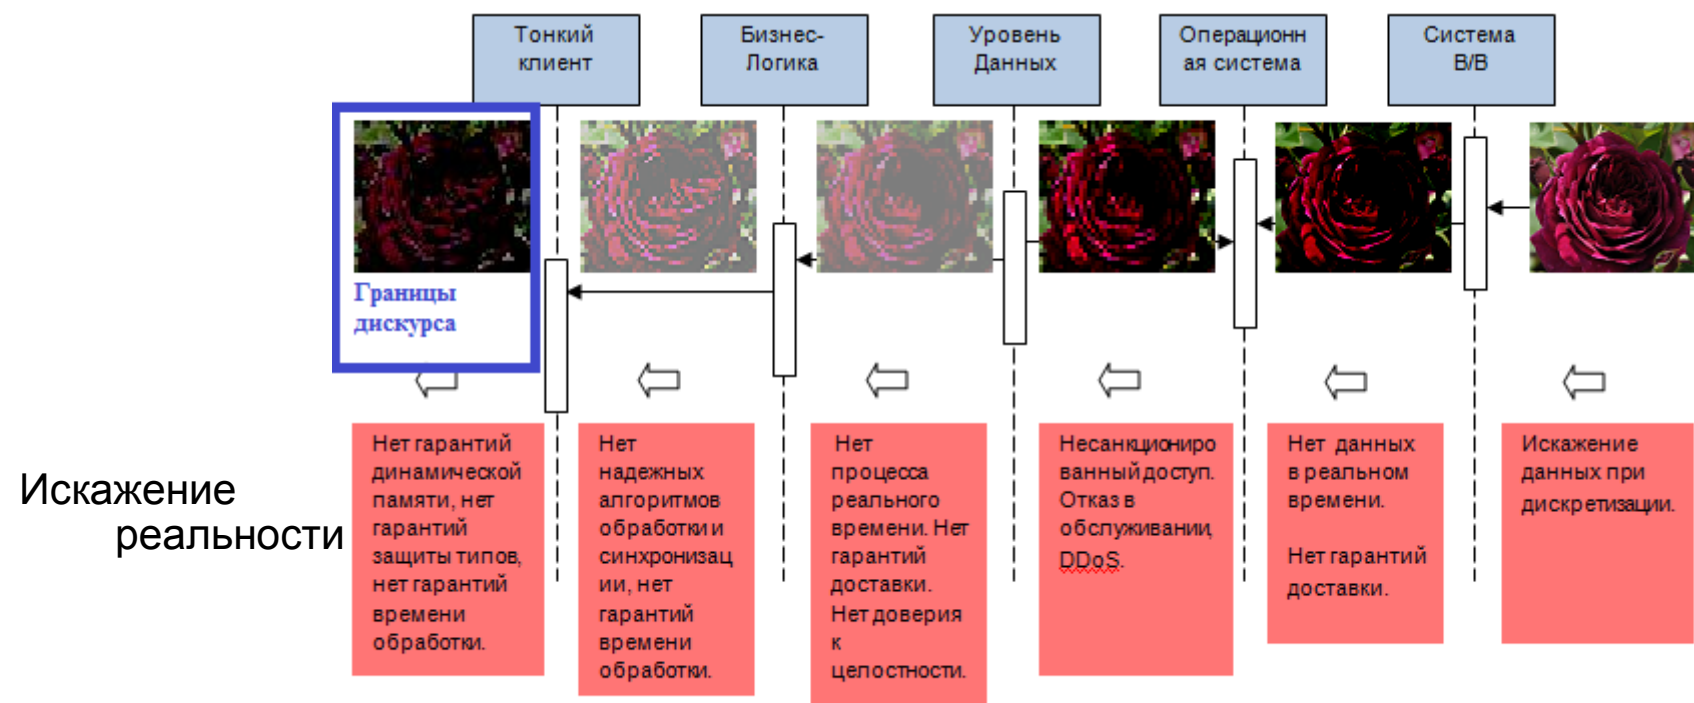 Тонкий
клиент
Бизнес-
Логика
Уровень
Данных
Операционн
ая система
Система
В/В
Границы
дискурса
Искажение
реальности
Нет гарантий
динамической
памяти, нет
гарантий
защиты типов,
нет гарантий
времени
обработки.
Нет
надежных
алгоритмов
обработки и
синхронизац
ии, нет
гарантий
времени
обработки.
Нет
процесса
реального
времени. Нет
гарантий
доставки.
Нет доверия
к
целостности.
Несанкциониро
ванный доступ.
Отказ в
обслуживании,
DDoS.
Нет данных
в реальном
времени.
Нет гарантий
доставки.
Искажение
данных при
дискретизации.